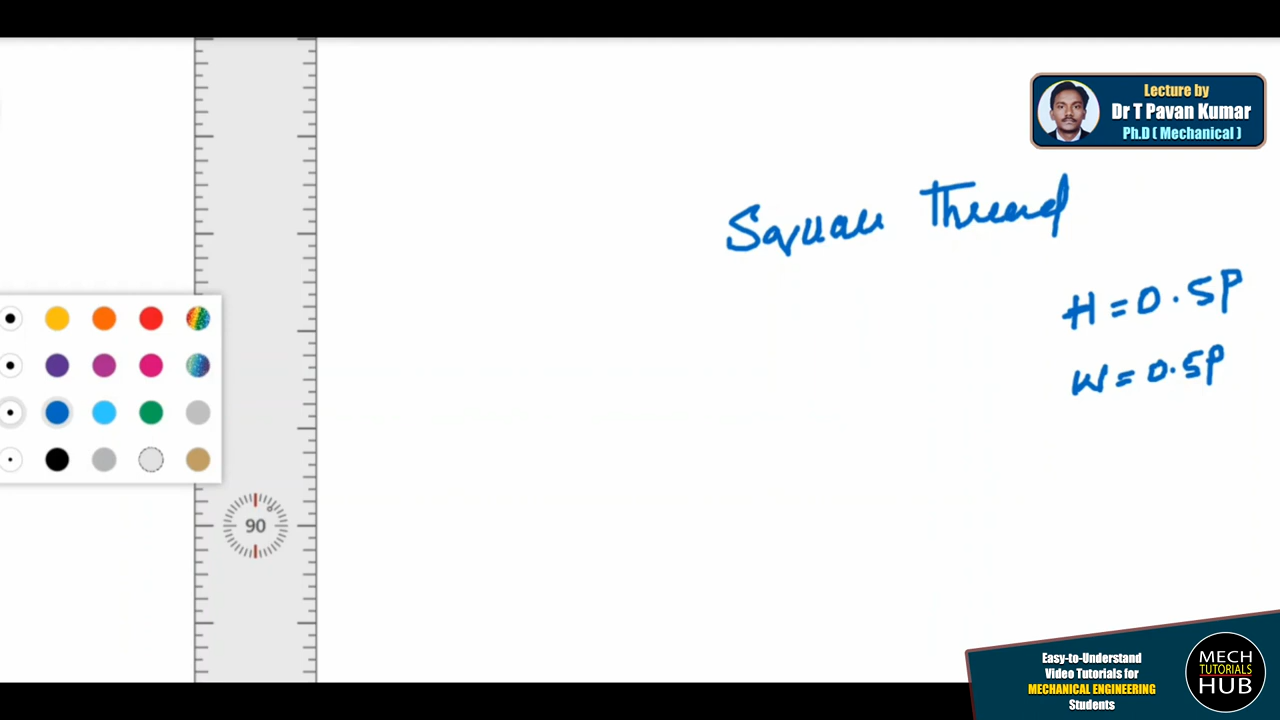 Lecture by
Dr T Pavan Kumar
Ph.D ( Mechanical )
Square Thread
H = 0.5P
W = 0.5P
90
Easy-to-Understand
Video Tutorials for
MECHANICAL ENGINEERING
Students
MECH
TUTORIALS
HUB